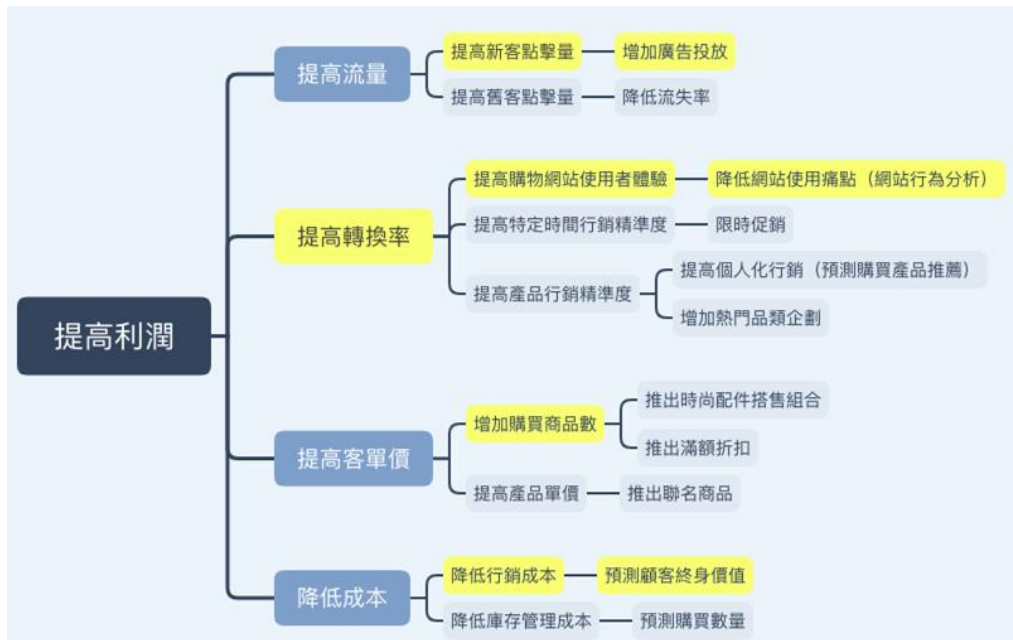 提高利潤
提高流量
提高新客點擊量
增加廣告投放
提高舊客點擊量
降低流失率
提高轉換率
提高購物網站使用者體驗
降低網站使用痛點（網站行為分析）
提高特定時間行銷精準度
限時促銷
提高產品行銷精準度
提高個人化行銷（預測購買產品推薦）
增加熱門品類企劃
提高客單價
增加購買商品數
推出時尚配件搭售組合
推出滿額折扣
提高產品單價
推出聯名商品
降低成本
降低行銷成本
預測顧客終身價值
降低庫存管理成本
預測購買數量